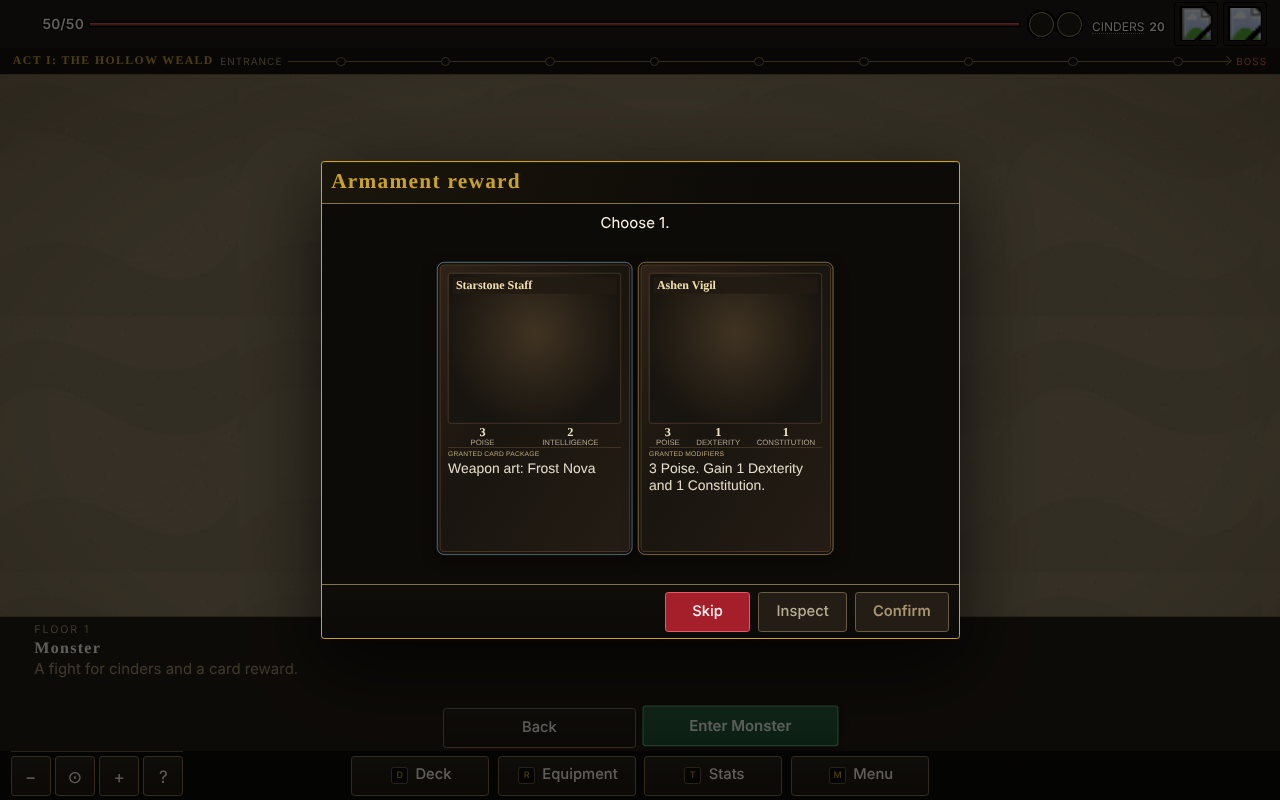 50/50
CINDERS 20
ACT I: THE HOLLOW WEALD ENTRANCE
BOSS
Armament reward
Choose 1.
Starstone Staff
3 2
POISE INTELLIGENCE
GRANTED CARD PACKAGE
Weapon art: Frost Nova
Ashen Vigil
3 1 1
POISE DEXTERITY CONSTITUTION
GRANTED MODIFIERS
3 Poise. Gain 1 Dexterity
and 1 Constitution.
Skip Inspect Confirm
FLOOR 1
Monster
A fight for cinders and a card reward.
Back Enter Monster
− ⊙ + ?
D Deck R Equipment T Stats M Menu